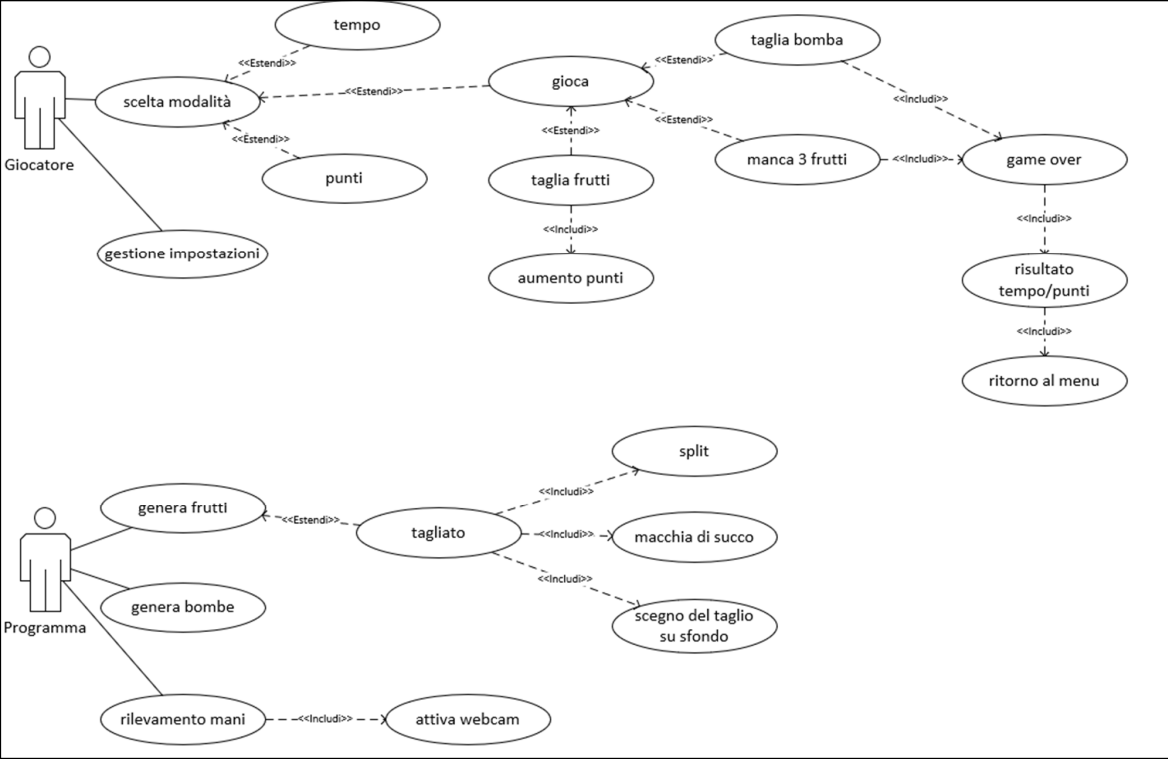 tempo
<<Estendi>>
scelta modalità
Giocatore
<<Estendi>>
punti
gestione impostazioni
<<Estendi>>
gioca
<<Estendi>>
taglia frutti
<<Includi>>
aumento punti
<<Estendi>>
taglia bomba
<<Includi>>
<<Estendi>>
manca 3 frutti
<<Includi>>
game over
<<Includi>>
risultato
tempo/punti
<<Includi>>
ritorno al menu
Programma
genera frutti
<<Estendi>>
tagliato
<<Includi>>
split
<<Includi>>
macchia di succo
<<Includi>>
scegno del taglio
su sfondo
genera bombe
rilevamento mani
<<Includi>>
attiva webcam